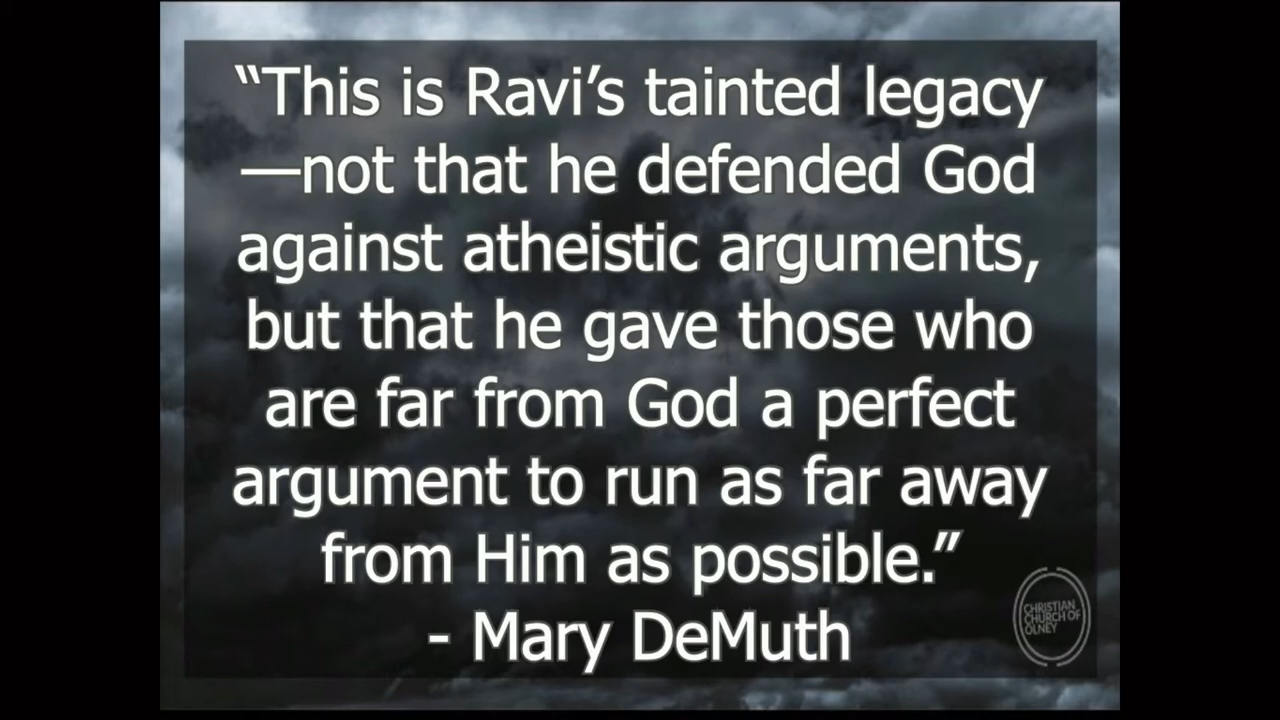 “This is Ravi’s tainted legacy
—not that he defended God
against atheistic arguments,
but that he gave those who
are far from God a perfect
argument to run as far away
from Him as possible.”
- Mary DeMuth
CHRISTIAN
CHURCH OF
OLNEY